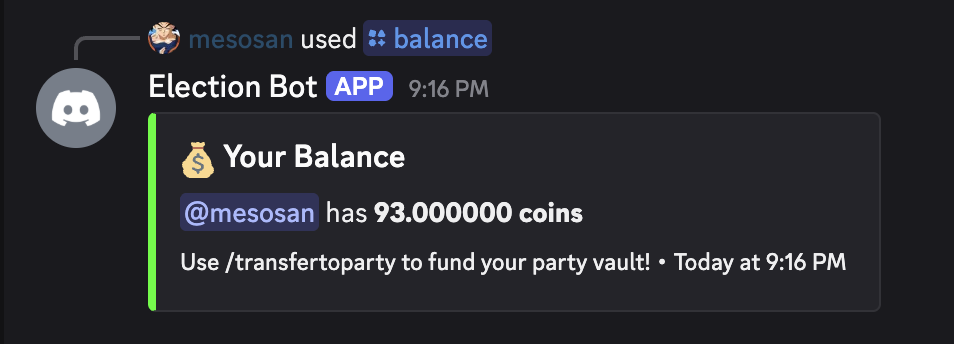 mesosan used balance
Election Bot APP 9:16 PM
Your Balance
@mesosan has 93.000000 coins
Use /transfertoparty to fund your party vault! • Today at 9:16 PM